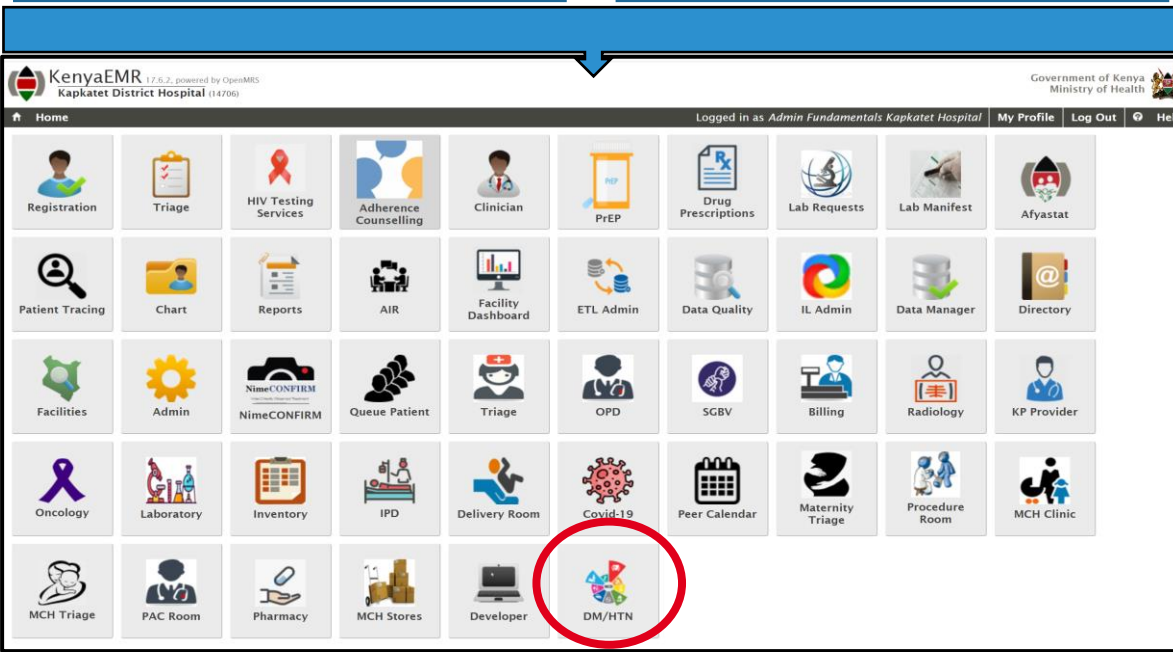 KenyaEMR 17.6.2, powered by OpenMRS
Kapkatet District Hospital (14706)
Government of Kenya
Ministry of Health
Home
Logged in as Admin Fundamentals Kapkatet Hospital
My Profile
Log Out
Hel
Registration
Triage
HIV Testing
Services
Adherence
Counselling
Clinician
PrEP
PrEP
Drug
Prescriptions
Lab Requests
Lab Manifest
Afyastat
Patient Tracing
Chart
Reports
AIR
Facility
Dashboard
ETL Admin
Data Quality
IL Admin
Data Manager
Directory
Facilities
Admin
NimeCONFIRM
NimeCONFIRM
Queue Patient
Triage
OPD
SGBV
Billing
Radiology
KP Provider
Oncology
Laboratory
Inventory
IPD
Delivery Room
Covid-19
Peer Calendar
Maternity
Triage
Procedure
Room
MCH Clinic
MCH Triage
PAC Room
Pharmacy
MCH Stores
Developer
DM/HTN